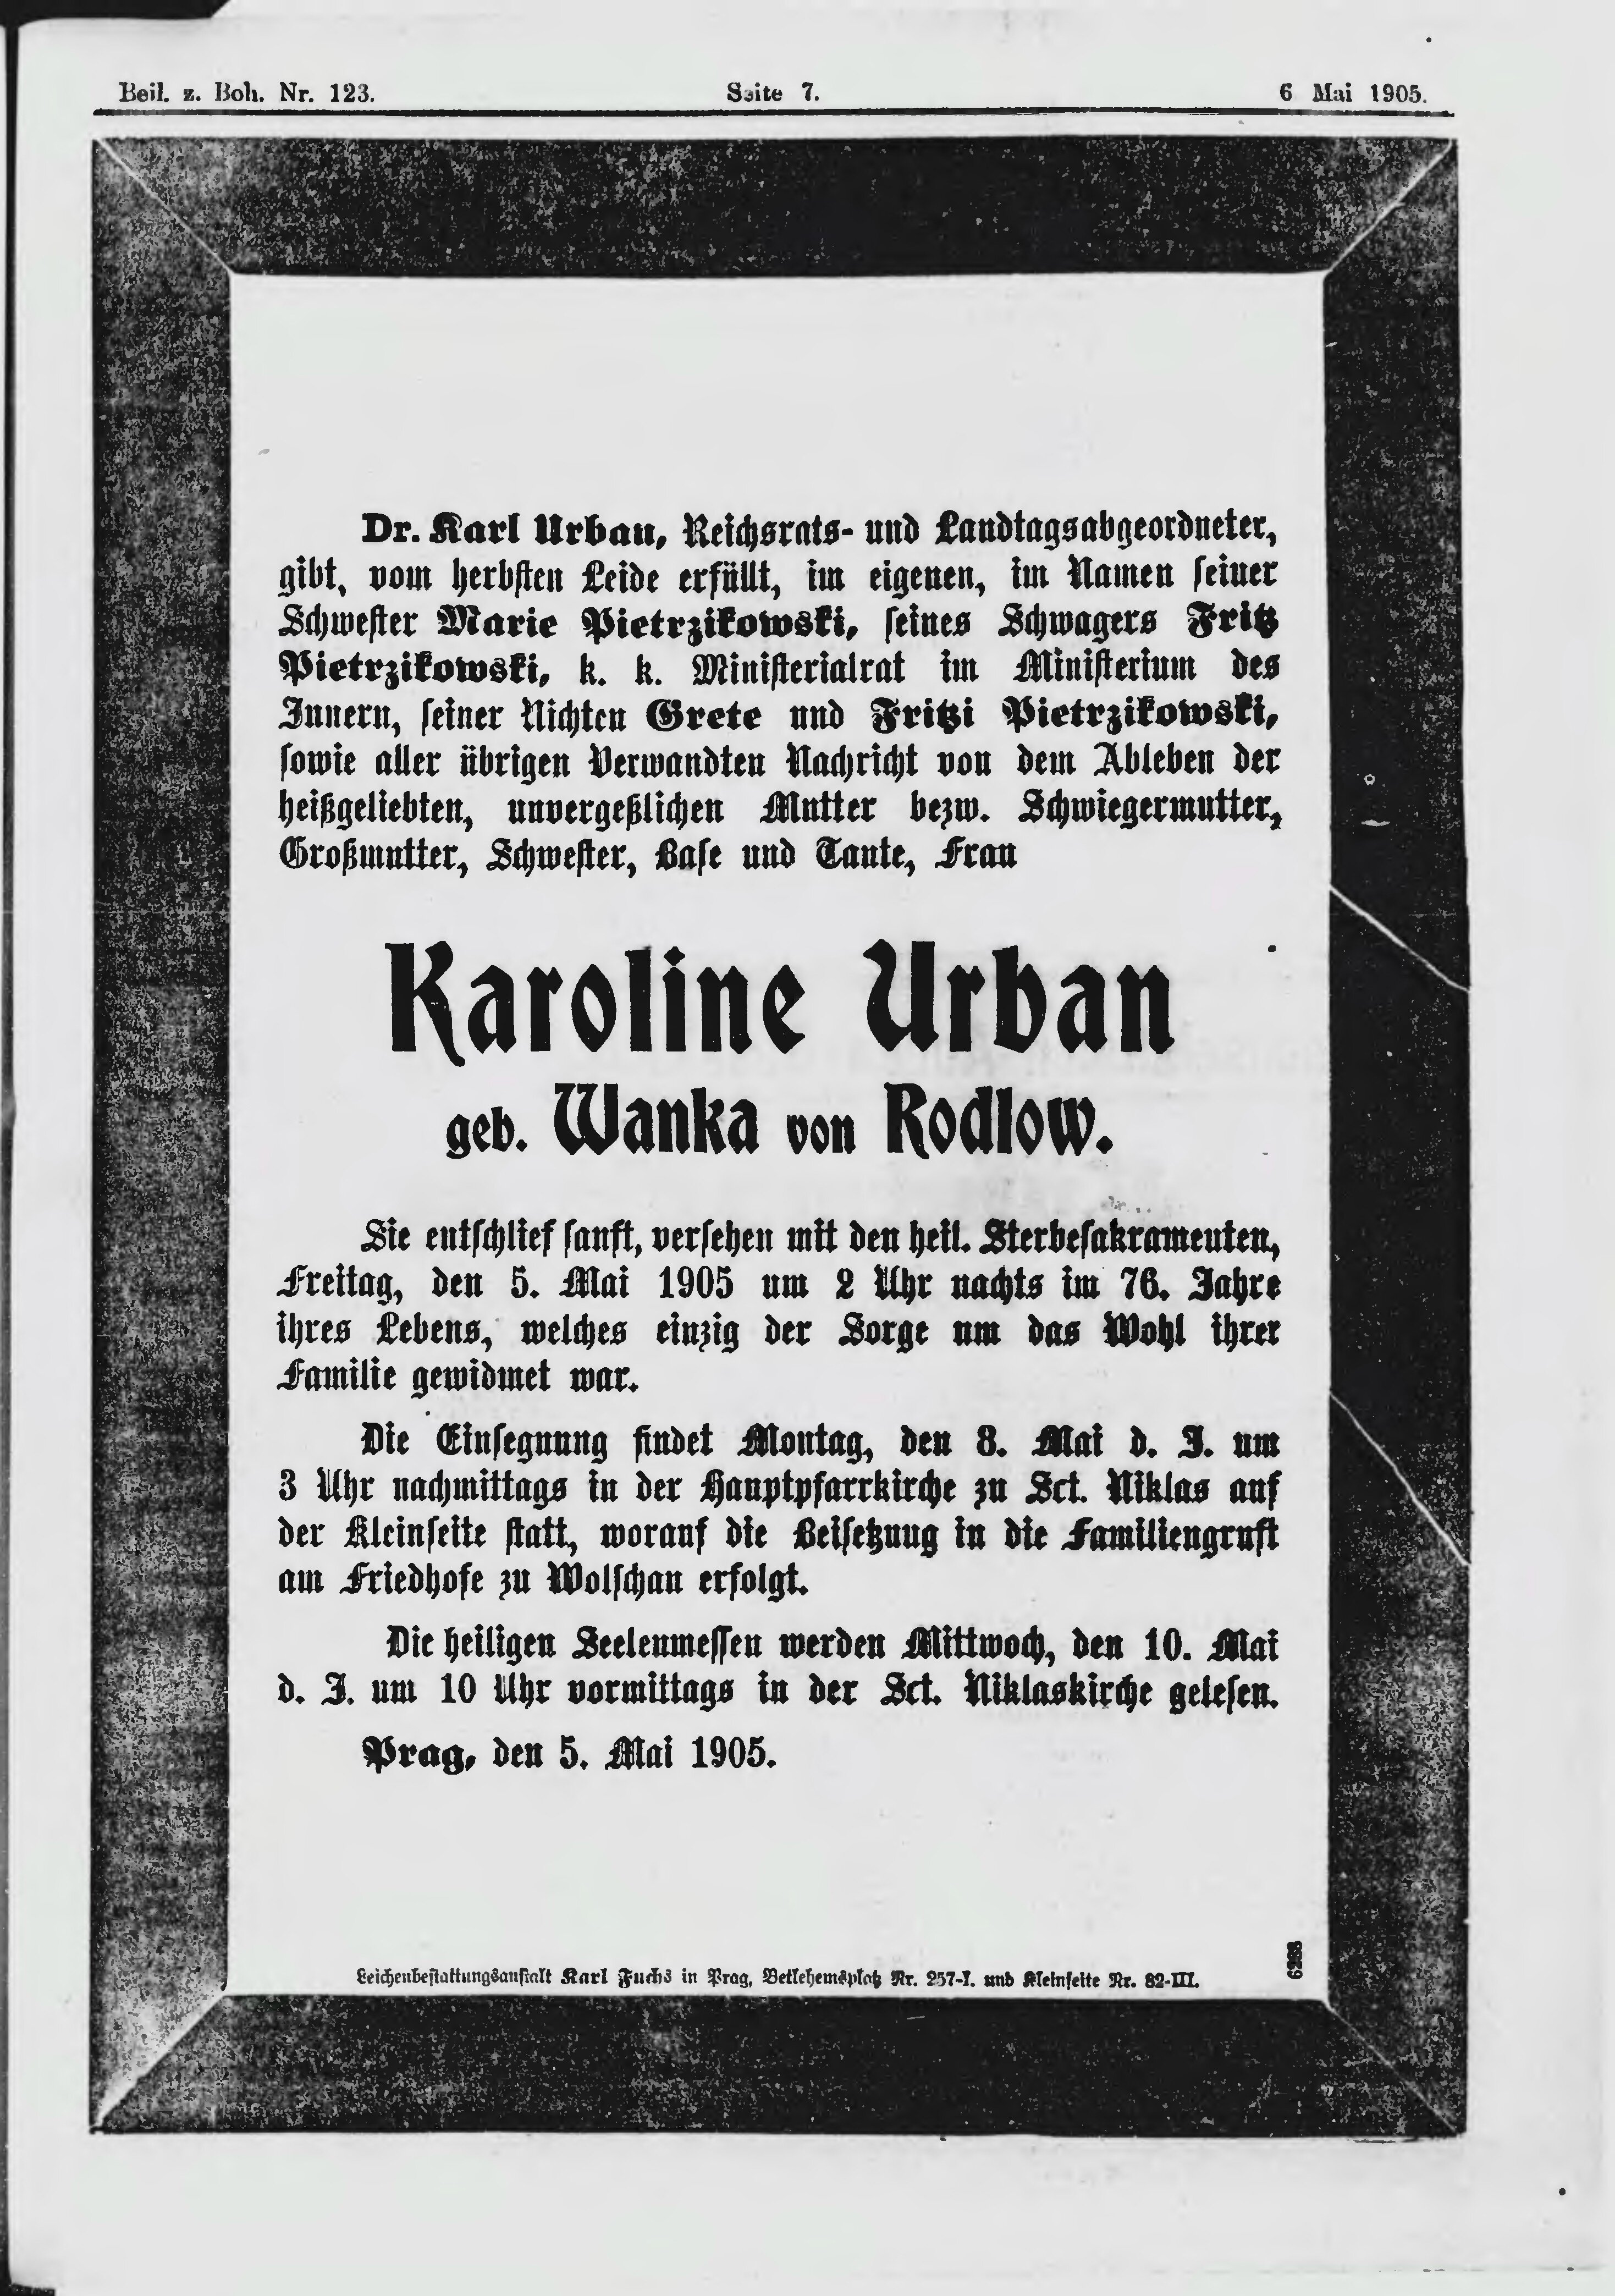 Beil. z. Boh. Nr. 123. Seite 7. 6 Mai 1905.
Dr. Karl Urban, Reichsrats- und Landtagsabgeordneter,
gibt, vom herbsten Leide erfüllt, im eigenen, im Namen seiner
Schwester Marie Pietrzikowski, seines Schwagers Fritz
Pietrzikowski, k. k. Ministerialrat im Ministerium des
Innern, seiner Nichten Grete und Fritzi Pietrzikowski,
sowie aller übrigen Verwandten Nachricht von dem Ableben der
heißgeliebten, unvergeßlichen Mutter bezw. Schwiegermutter,
Großmutter, Schwester, Base und Tante, Frau
Karoline Urban
geb. Wanka von Rodlow.
Sie entschlief sanft, versehen mit den heil. Sterbesakramenten,
Freitag, den 5. Mai 1905 um 2 Uhr nachts im 76. Jahre
ihres Lebens, welches einzig der Sorge um das Wohl ihrer
Familie gewidmet war.
Die Einsegnung findet Montag, den 8. Mai d. J. um
3 Uhr nachmittags in der Hauptpfarrkirche zu Sct. Niklas auf
der Kleinseite statt, worauf die Beisetzung in die Familiengruft
am Friedhofe zu Wolschan erfolgt.
Die heiligen Seelenmessen werden Mittwoch, den 10. Mai
d. J. um 10 Uhr vormittags in der Sct. Niklaskirche gelesen.
Prag, den 5. Mai 1905.
Leichenbestattungsanstalt Karl Fuchs in Prag, Betlehemsplatz Nr. 257-I. und Kleinseite Nr. 82-III.